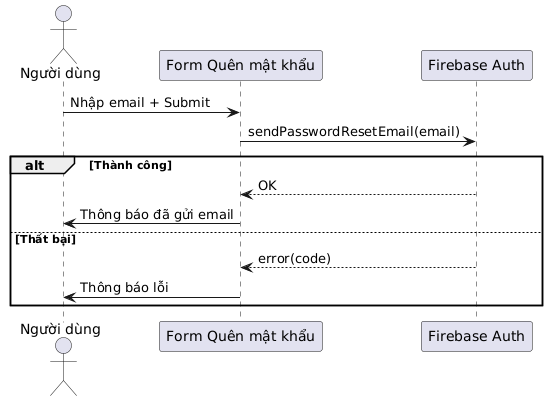 Người dùng
Form Quên mật khẩu
Firebase Auth
Nhập email + Submit
sendPasswordResetEmail(email)
alt [Thành công]
OK
Thông báo đã gửi email
[Thất bại]
error(code)
Thông báo lỗi
Người dùng
Form Quên mật khẩu
Firebase Auth